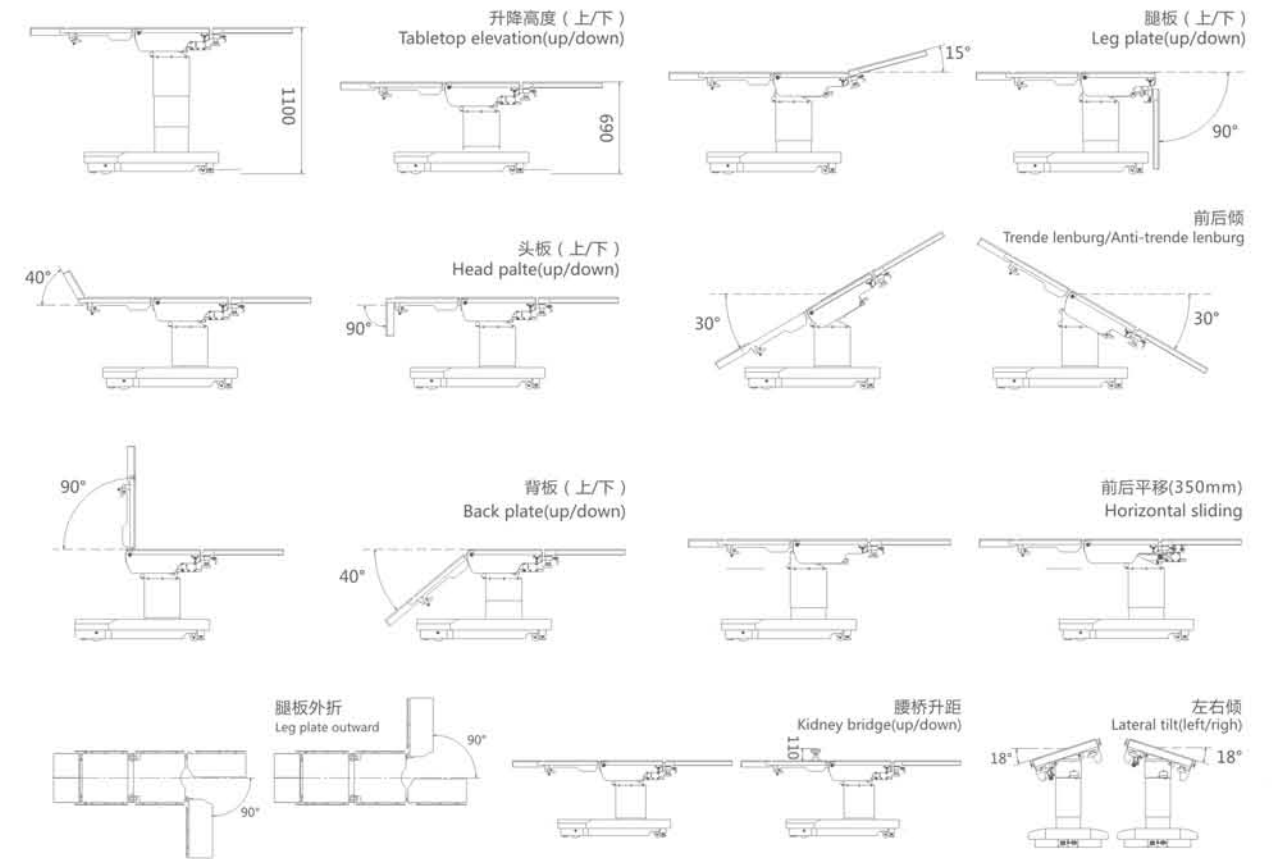 升降高度（上/下）
Tabletop elevation(up/down)
1100
690
腿板（上/下）
Leg plate(up/down)
15°
90°
头板（上/下）
Head palte(up/down)
40°
90°
前后倾
Trende lenburg/Anti-trende lenburg
30°
30°
背板（上/下）
Back plate(up/down)
90°
40°
前后平移(350mm)
Horizontal sliding
腿板外折
Leg plate outward
90°
90°
腰桥升距
Kidney bridge(up/down)
110
左右倾
Lateral tilt(left/righ)
18°
18°